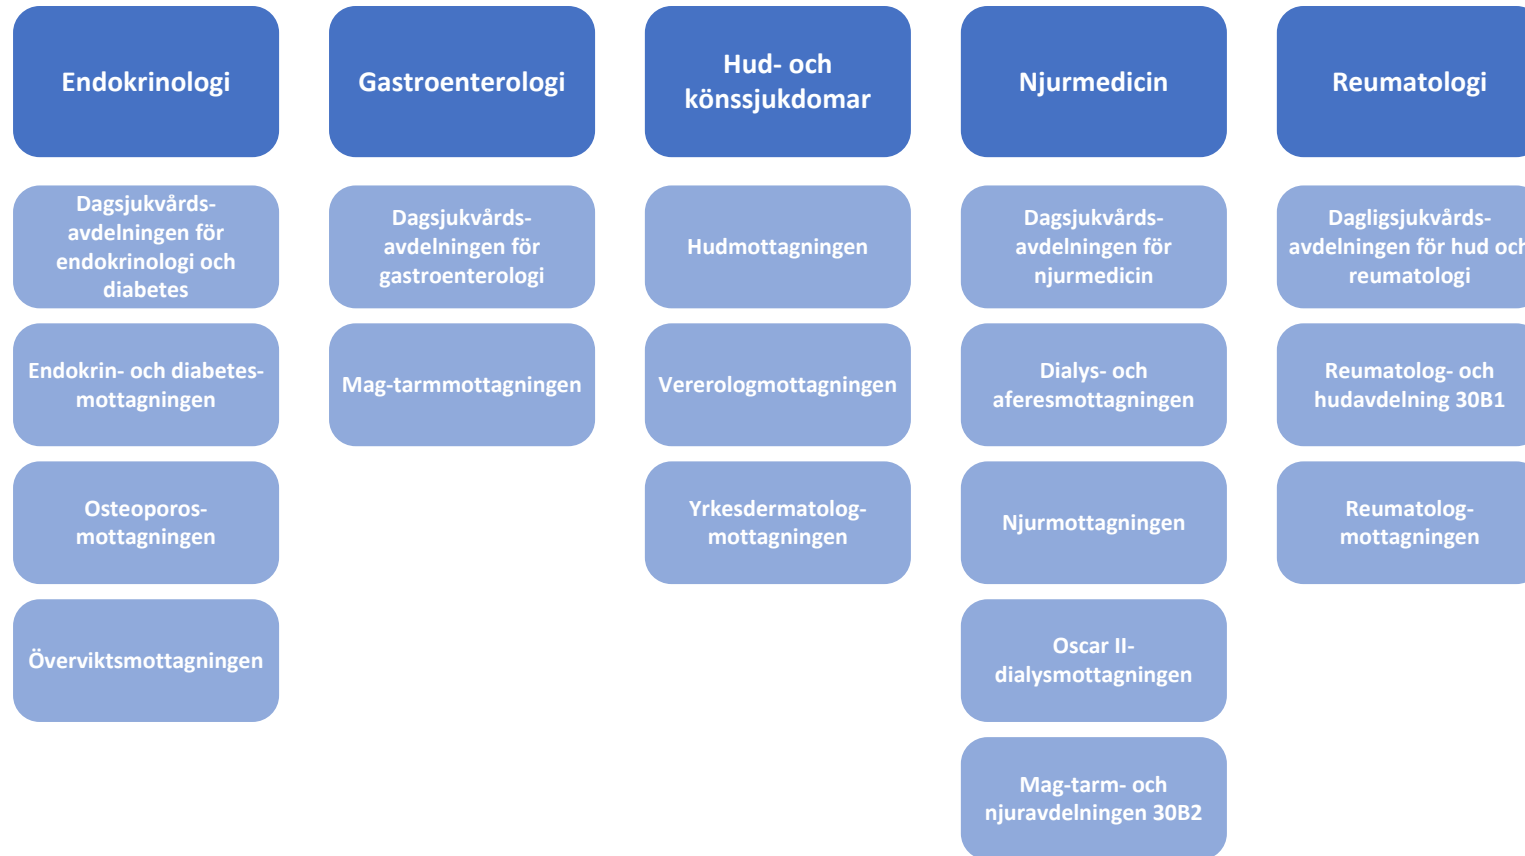 Endokrinologi
Dagsjukvårds-
avdelningen för
endokrinologi och
diabetes
Endokrin- och diabetes-
mottagningen
Osteoporos-
mottagningen
Överviktsmottagningen
Gastroenterologi
Dagsjukvårds-
avdelningen för
gastroenterologi
Mag-tarmmottagningen
Hud- och
könssjukdomar
Hudmottagningen
Vererologmottagningen
Yrkesdermatolog-
mottagningen
Njurmedicin
Dagsjukvårds-
avdelningen för
njurmedicin
Dialys- och
aferesmottagningen
Njurmottagningen
Oscar II-
dialysmottagningen
Mag-tarm- och
njuravdelningen 30B2
Reumatologi
Dagligsjukvårds-
avdelningen för hud och
reumatologi
Reumatolog- och
hudavdelning 30B1
Reumatolog-
mottagningen